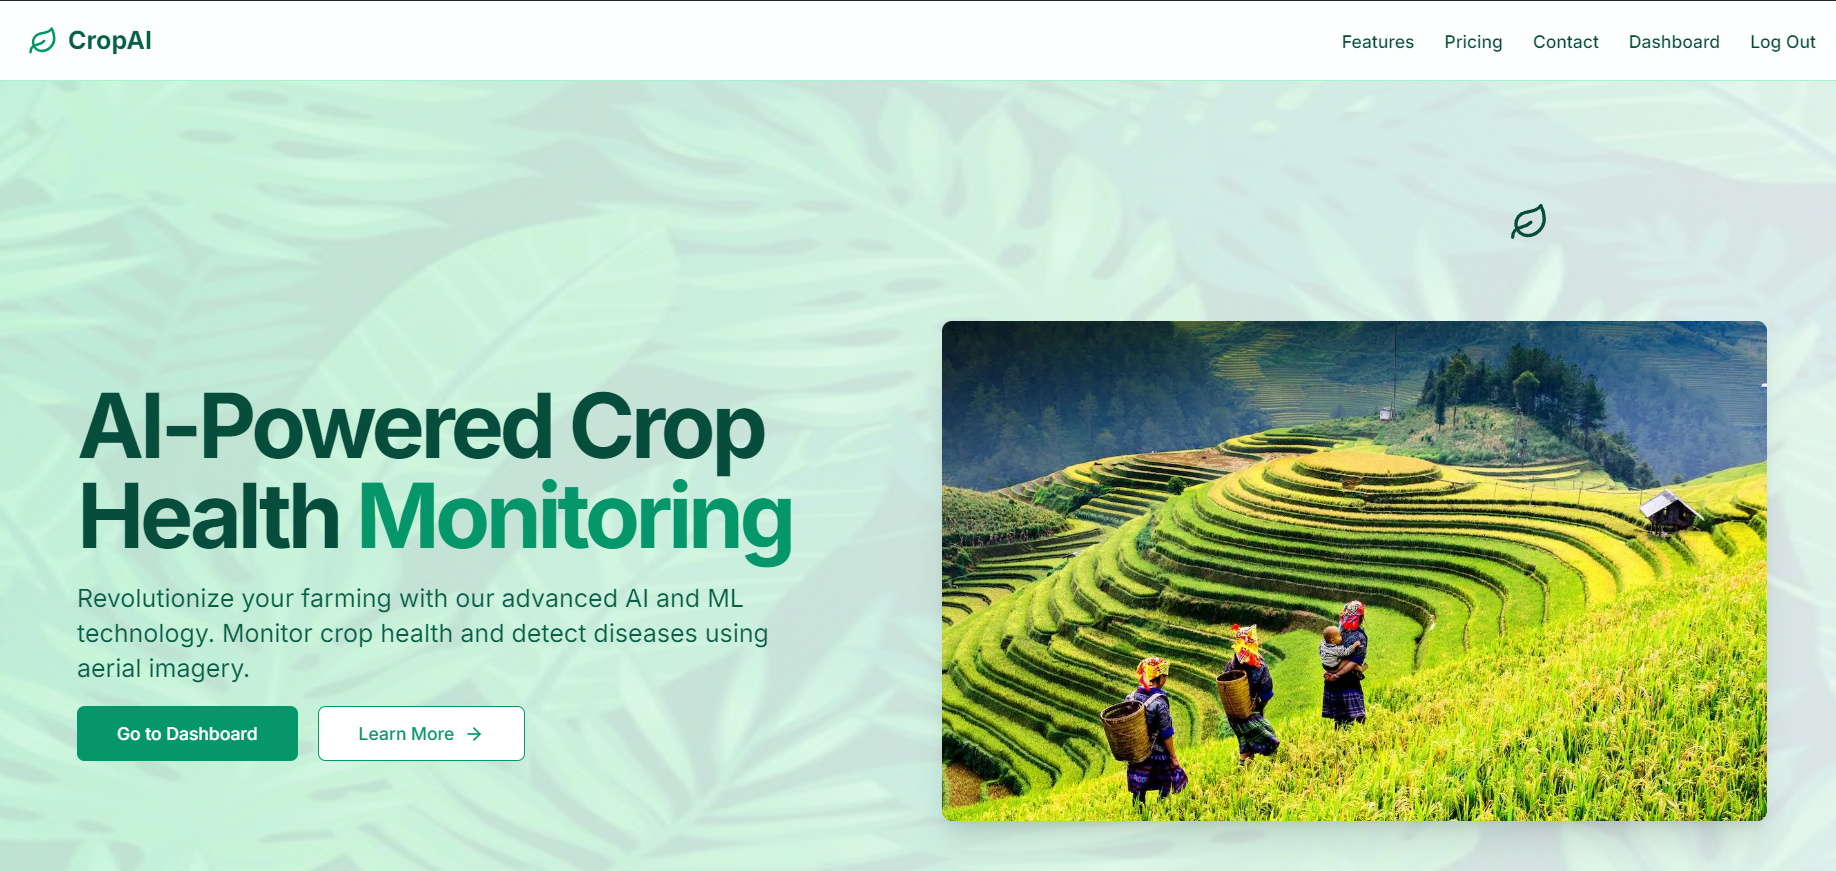 CropAI
Features
Pricing
Contact
Dashboard
Log Out
AI-Powered Crop
Health Monitoring
Revolutionize your farming with our advanced AI and ML
technology. Monitor crop health and detect diseases using
aerial imagery.
Go to Dashboard
Learn More →